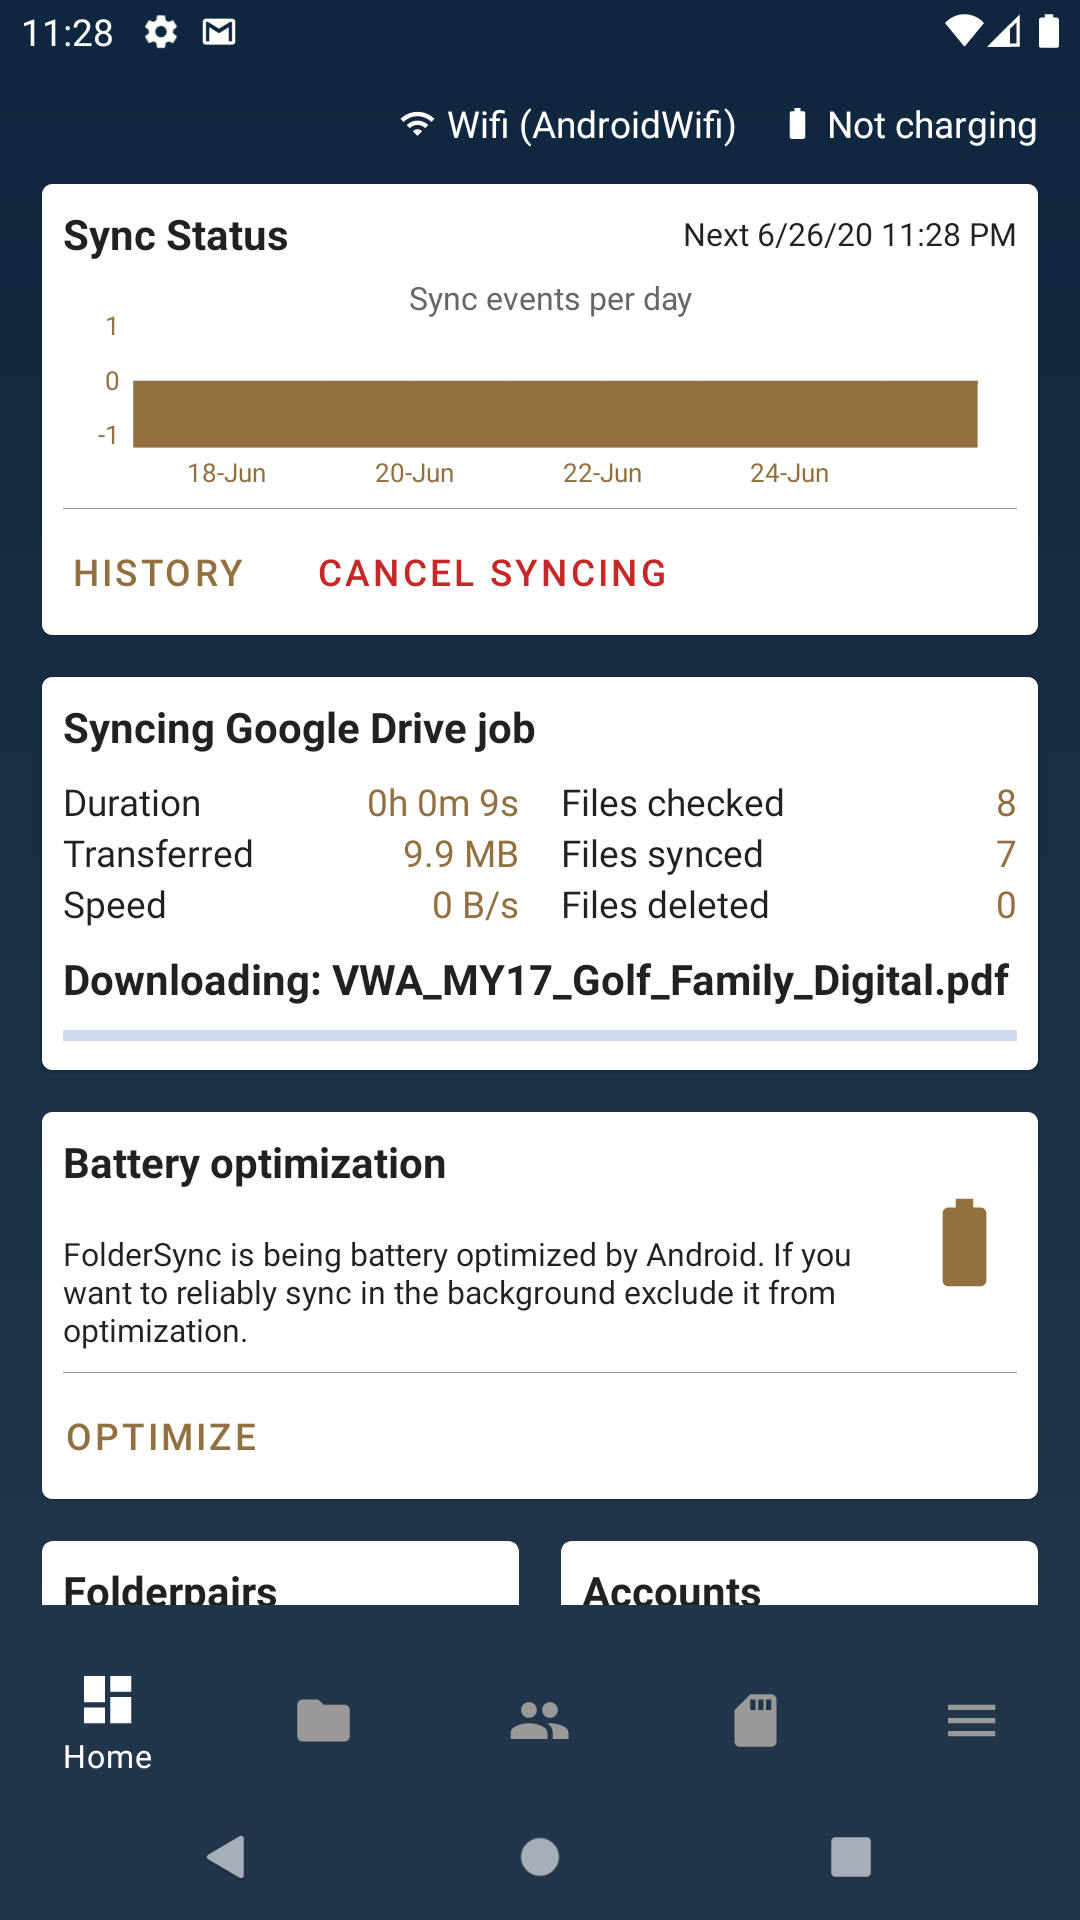 11:28
Wifi (AndroidWifi) Not charging
Sync Status Next 6/26/20 11:28 PM
Sync events per day
1
0
-1
18-Jun 20-Jun 22-Jun 24-Jun
HISTORY CANCEL SYNCING
Syncing Google Drive job
Duration 0h 0m 9s Files checked 8
Transferred 9.9 MB Files synced 7
Speed 0 B/s Files deleted 0
Downloading: VWA_MY17_Golf_Family_Digital.pdf
Battery optimization
FolderSync is being battery optimized by Android. If you
want to reliably sync in the background exclude it from
optimization.
OPTIMIZE
Folderpairs Accounts
Home